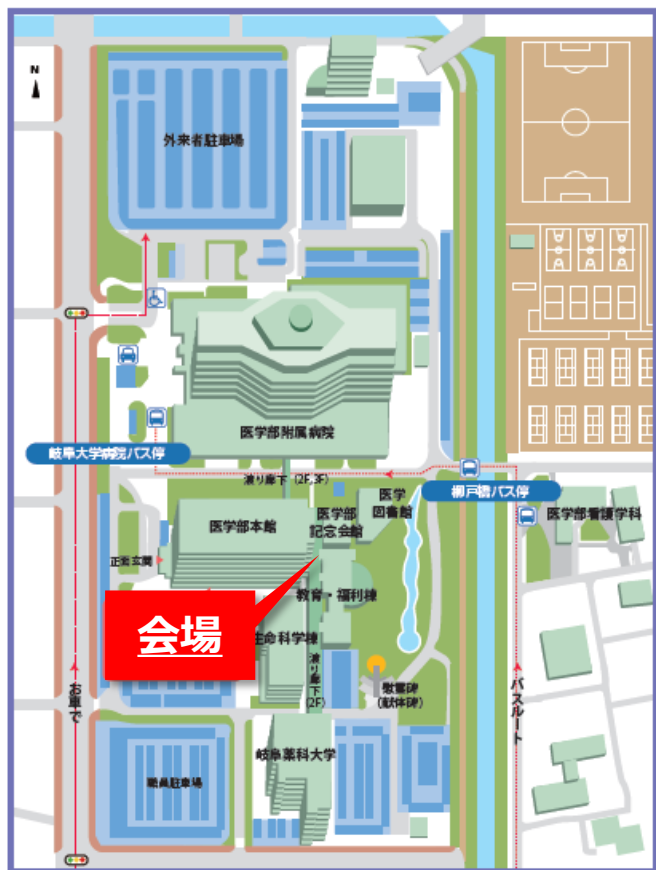 N
外来者駐車場
医学部附属病院
岐阜大学病院バス停
渡り廊下(2F,3F)
柳戸橋バス停
医学
図書館
医学部
記念会館
医学部本館
医学部看護学科
正面玄関
教育・福利棟
会場
生命科学棟
渡り廊下
(2F)
慰霊碑
(献体碑)
お車で
バスルート
岐阜薬科大学
職員駐車場